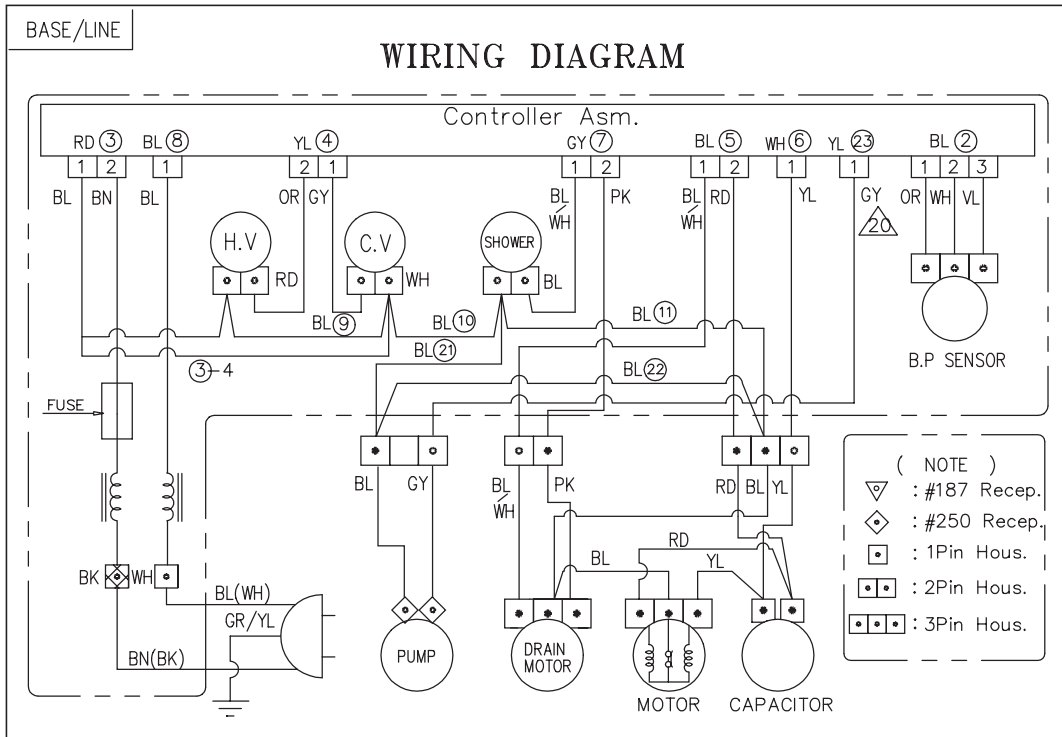 BASE/LINE
WIRING DIAGRAM
Controller Asm.
RD ③ BL ⑧ YL ④ GY ⑦ BL ⑤ WH ⑥ YL ㉓ BL ②
1 2 1 2 1 1 2 1 2 1 1 1 2 3
BL BN BL OR GY BL/WH PK BL/WH RD YL GY OR WH VL
20
H.V C.V SHOWER
RD WH BL
BL ⑨ BL ⑩ BL ⑪
BL ㉑
③-4
BL ㉒
B.P SENSOR
FUSE
BL GY BL/WH PK RD BL YL
( NOTE )
: #187 Recep.
: #250 Recep.
: 1Pin Hous.
: 2Pin Hous.
: 3Pin Hous.
RD
BL YL
BK WH
BL(WH)
GR/YL
BN(BK)
PUMP
DRAIN
MOTOR
MOTOR CAPACITOR